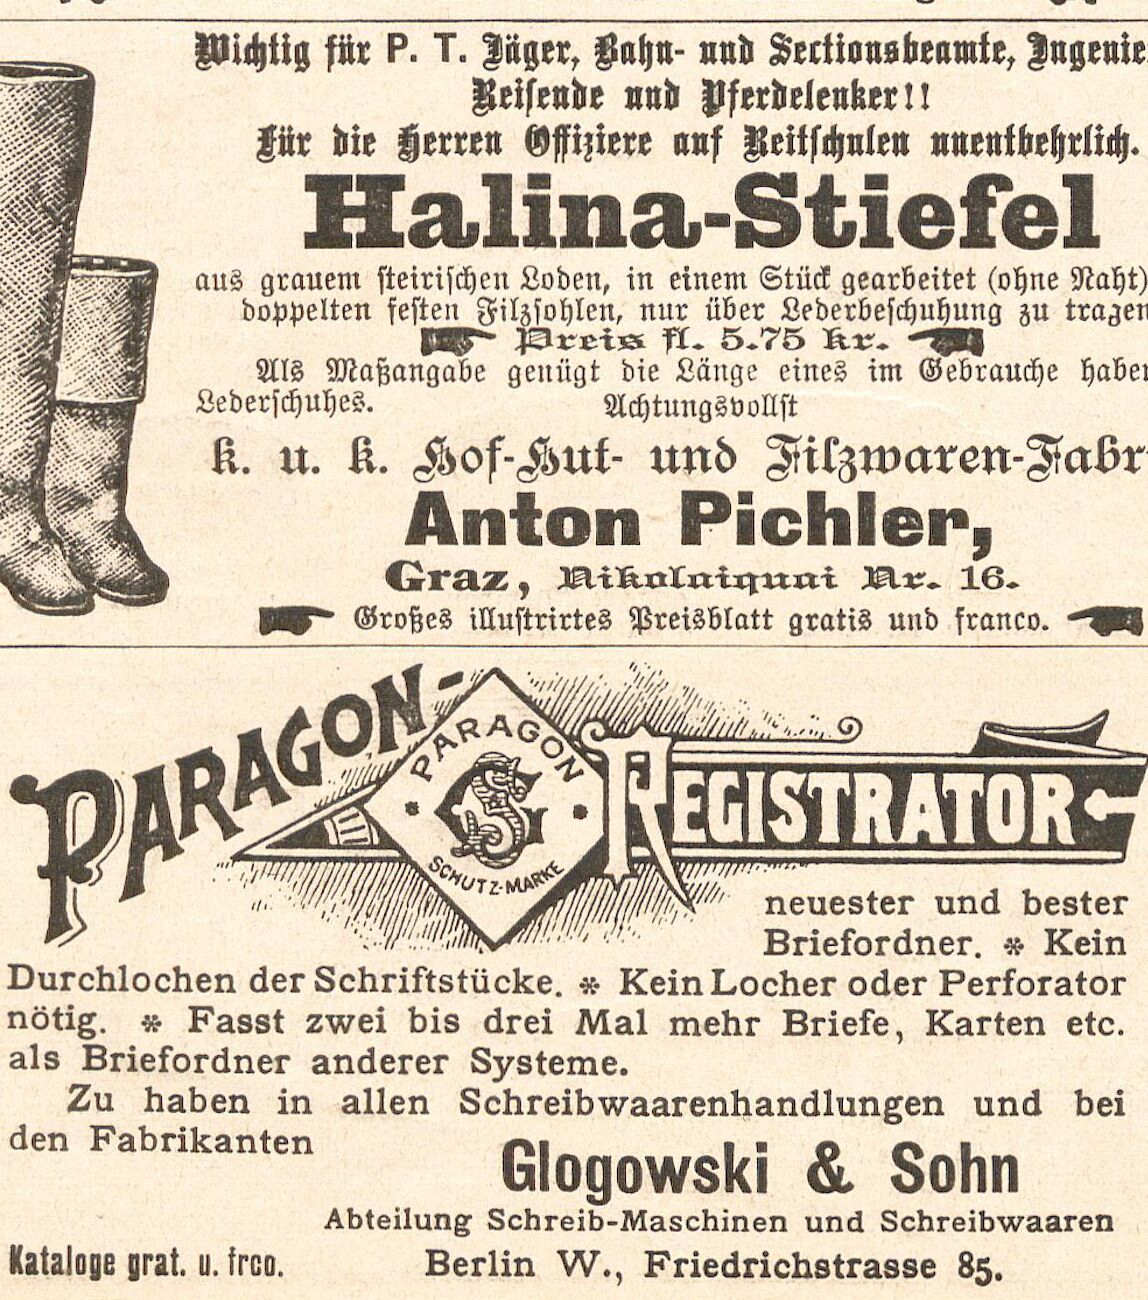 Wichtig für P. T. Jäger, Bahn- und Sectionsbeamte, Ingenie
Reisende und Pferdelenker!!
Für die Herren Offiziere auf Reitschulen unentbehrlich.
Halina-Stiefel
aus grauem steirischen Loden, in einem Stück gearbeitet (ohne Naht)
doppelten festen Filzsohlen, nur über Lederbeschuhung zu tragen
Preis fl. 5.75 kr.
Als Maßangabe genügt die Länge eines im Gebrauche haben
Lederschuhes. Achtungsvollst
k. u. k. Hof-Hut- und Filzwaren-Fabr
Anton Pichler,
Graz, Nikolaiquai Nr. 16.
Großes illustrirtes Preisblatt gratis und franco.
PARAGON-
PARAGON
SCHUTZ-MARKE
REGISTRATOR
neuester und bester
Briefordner. * Kein
Durchlochen der Schriftstücke. * Kein Locher oder Perforator
nötig. * Fasst zwei bis drei Mal mehr Briefe, Karten etc.
als Briefordner anderer Systeme.
Zu haben in allen Schreibwaarenhandlungen und bei
den Fabrikanten
Glogowski & Sohn
Abteilung Schreib-Maschinen und Schreibwaaren
Kataloge grat. u. frco. Berlin W., Friedrichstrasse 85.